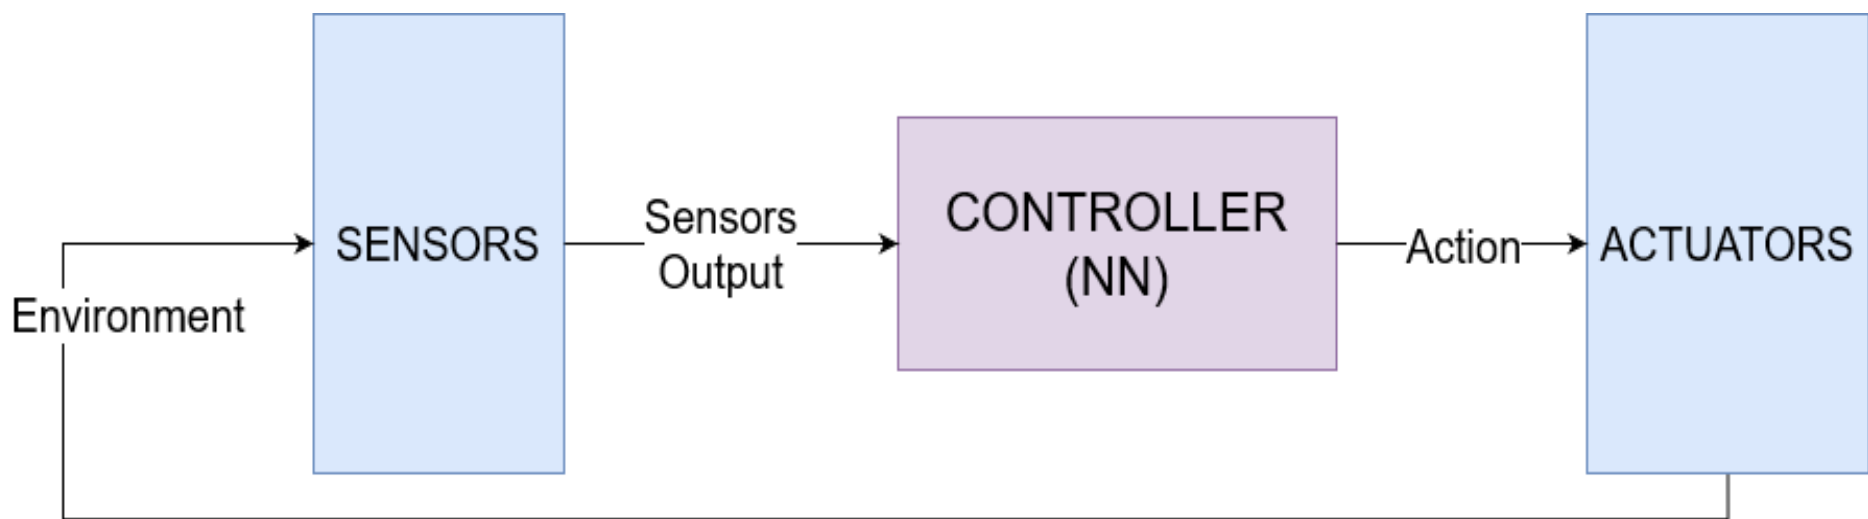 SENSORS
Sensors
Output
CONTROLLER
(NN)
Action
ACTUATORS
Environment